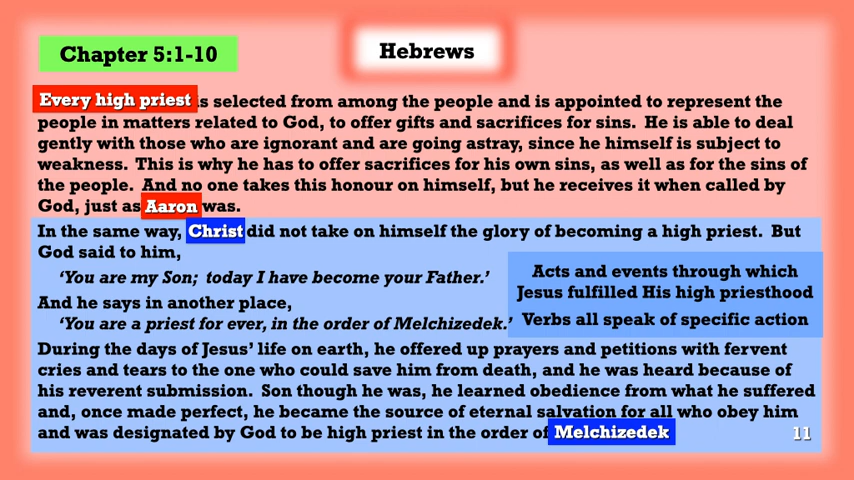 Hebrews
Chapter 5:1-10
Every high priest is selected from among the people and is appointed to represent the
people in matters related to God, to offer gifts and sacrifices for sins. He is able to deal
gently with those who are ignorant and are going astray, since he himself is subject to
weakness. This is why he has to offer sacrifices for his own sins, as well as for the sins of
the people. And no one takes this honour on himself, but he receives it when called by
God, just as Aaron was.
In the same way, Christ did not take on himself the glory of becoming a high priest. But
God said to him,
‘You are my Son; today I have become your Father.’
And he says in another place,
‘You are a priest for ever, in the order of Melchizedek.’
Acts and events through which
Jesus fulfilled His high priesthood
Verbs all speak of specific action
During the days of Jesus’ life on earth, he offered up prayers and petitions with fervent
cries and tears to the one who could save him from death, and he was heard because of
his reverent submission. Son though he was, he learned obedience from what he suffered
and, once made perfect, he became the source of eternal salvation for all who obey him
and was designated by God to be high priest in the order of Melchizedek
11